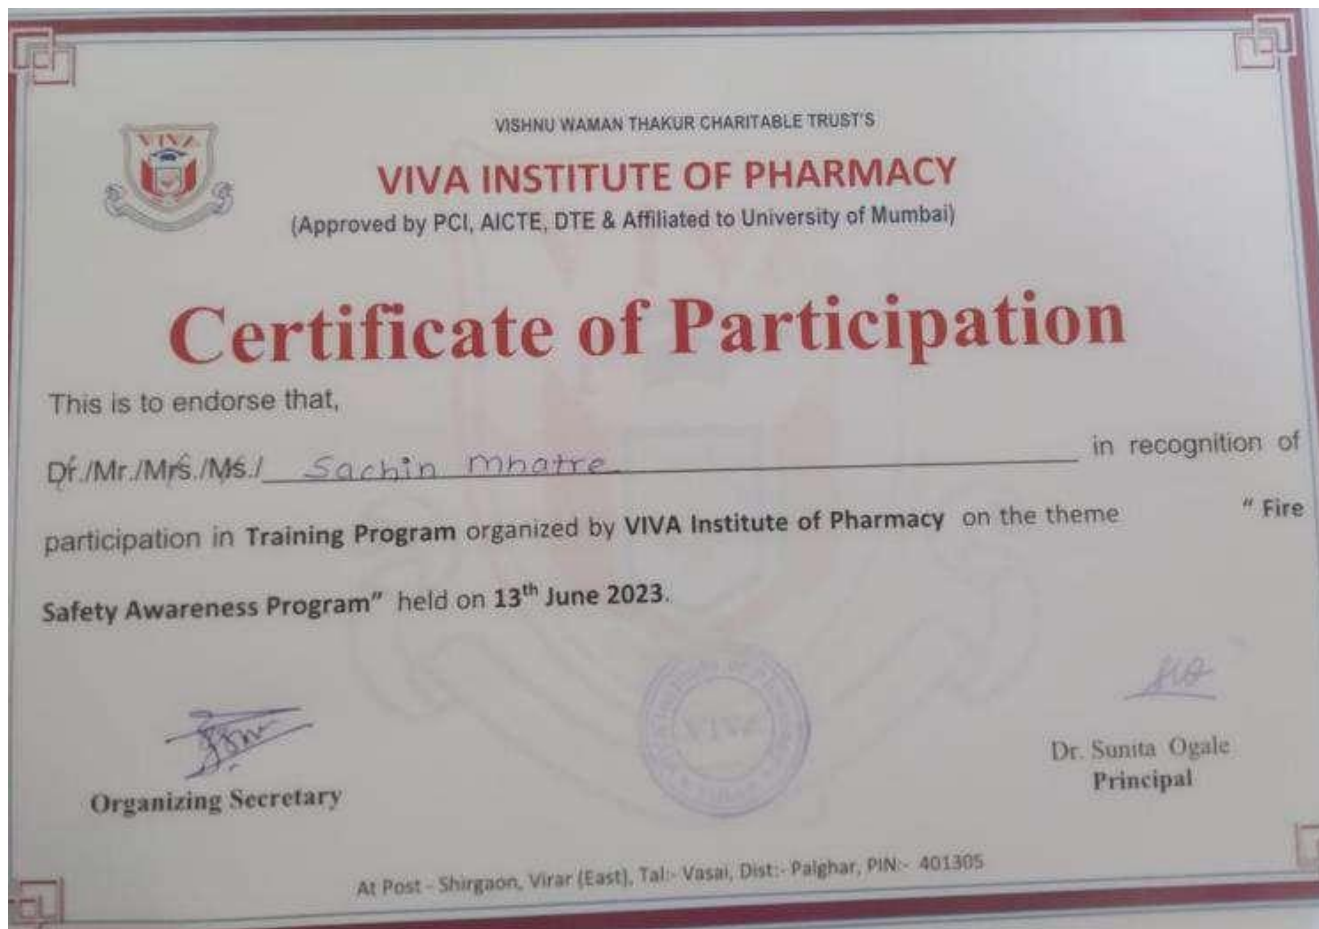 VIVA
VISHNU WAMAN THAKUR CHARITABLE TRUST'S
VIVA INSTITUTE OF PHARMACY
(Approved by PCI, AICTE, DTE & Affiliated to University of Mumbai)
Certificate of Participation
This is to endorse that,
Dr./Mr./Mrs./Ms./ Sachin Mhatre in recognition of
participation in Training Program organized by VIVA Institute of Pharmacy on the theme " Fire
Safety Awareness Program" held on 13th June 2023.
VIVA
Organizing Secretary
Dr. Sunita Ogale
Principal
At Post - Shirgaon, Virar (East), Tal:- Vasai, Dist:- Palghar, PIN:- 401305